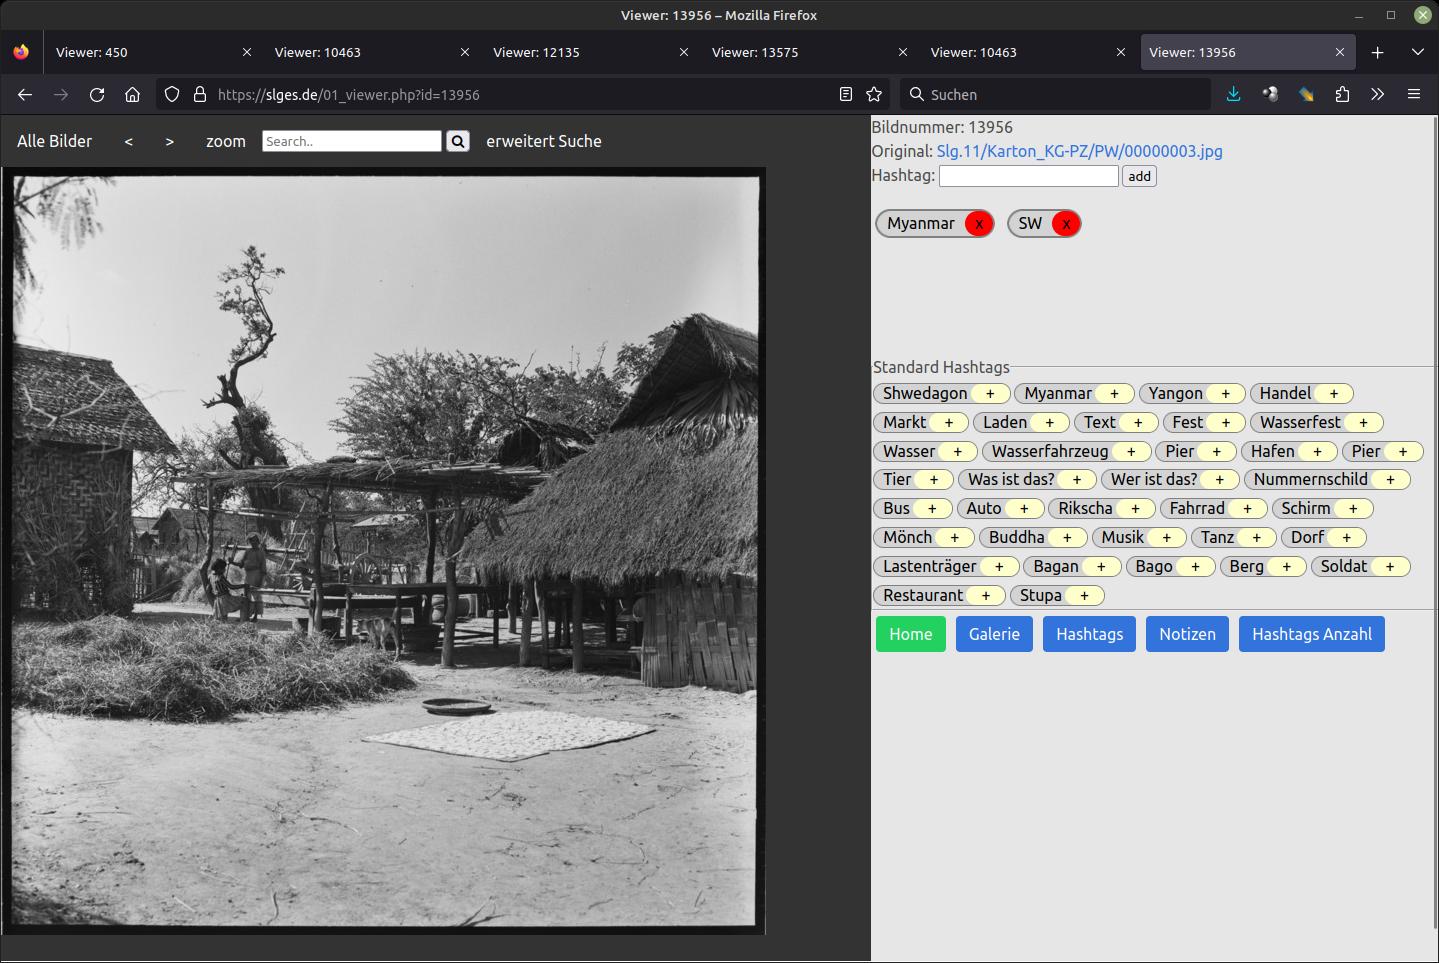 Viewer: 13956 – Mozilla Firefox
Viewer: 450
Viewer: 10463
Viewer: 12135
Viewer: 13575
Viewer: 10463
Viewer: 13956
https://slges.de/01_viewer.php?id=13956
Suchen
Alle Bilder < > zoom Search.. erweitert Suche
Bildnummer: 13956
Original: Slg.11/Karton_KG-PZ/PW/00000003.jpg
Hashtag: add
Myanmar x SW x
Standard Hashtags
Shwedagon + Myanmar + Yangon + Handel +
Markt + Laden + Text + Fest + Wasserfest +
Wasser + Wasserfahrzeug + Pier + Hafen + Pier +
Tier + Was ist das? + Wer ist das? + Nummernschild +
Bus + Auto + Rikscha + Fahrrad + Schirm +
Mönch + Buddha + Musik + Tanz + Dorf +
Lastenträger + Bagan + Bago + Berg + Soldat +
Restaurant + Stupa +
Home Galerie Hashtags Notizen Hashtags Anzahl